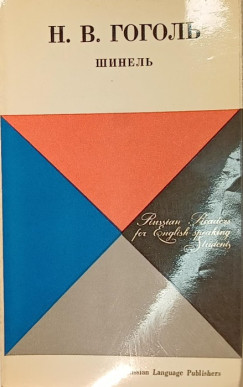 Н. В. ГОГОЛЬ
ШИНЕЛЬ
Russian Readers
for English-speaking
Students
Language Publishers